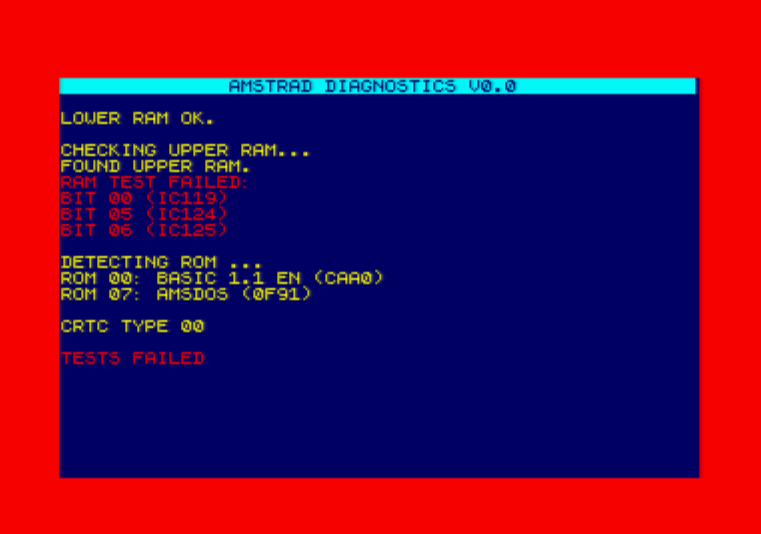 AMSTRAD DIAGNOSTICS V0.0
LOWER RAM OK.
CHECKING UPPER RAM...
FOUND UPPER RAM.
RAM TEST FAILED:
BIT 00 (IC119)
BIT 05 (IC124)
BIT 06 (IC125)
DETECTING ROM ...
ROM 00: BASIC 1.1 EN (CAA0)
ROM 07: AMSDOS (0F91)
CRTC TYPE 00
TESTS FAILED